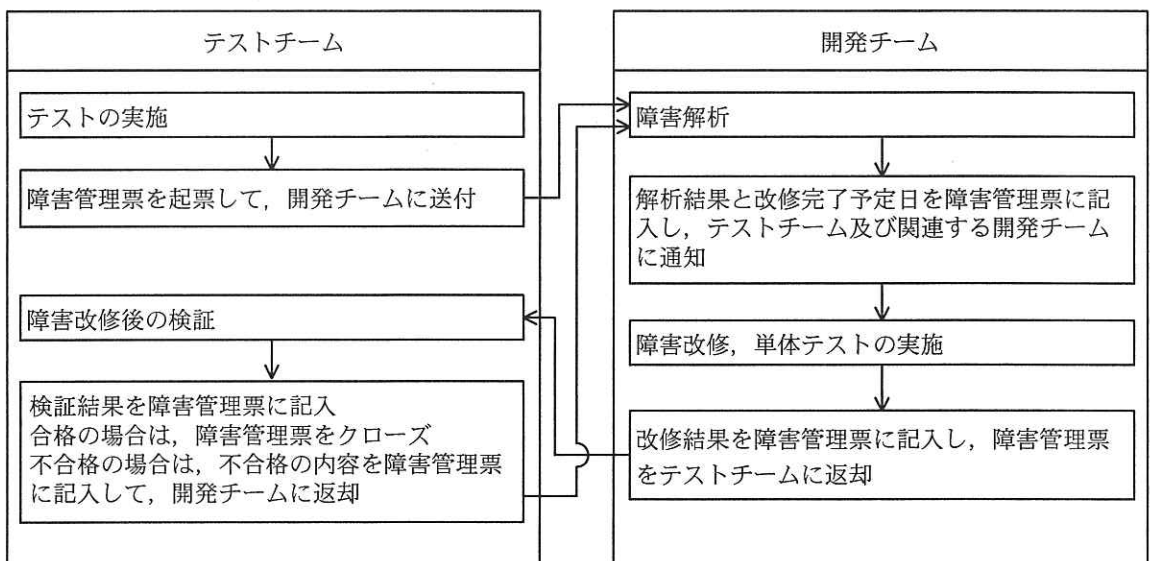 テストチーム
テストの実施
障害管理票を起票して，開発チームに送付
障害改修後の検証
検証結果を障害管理票に記入
合格の場合は，障害管理票をクローズ
不合格の場合は，不合格の内容を障害管理票
に記入して，開発チームに返却
開発チーム
障害解析
解析結果と改修完了予定日を障害管理票に記
入し，テストチーム及び関連する開発チーム
に通知
障害改修，単体テストの実施
改修結果を障害管理票に記入し，障害管理票
をテストチームに返却